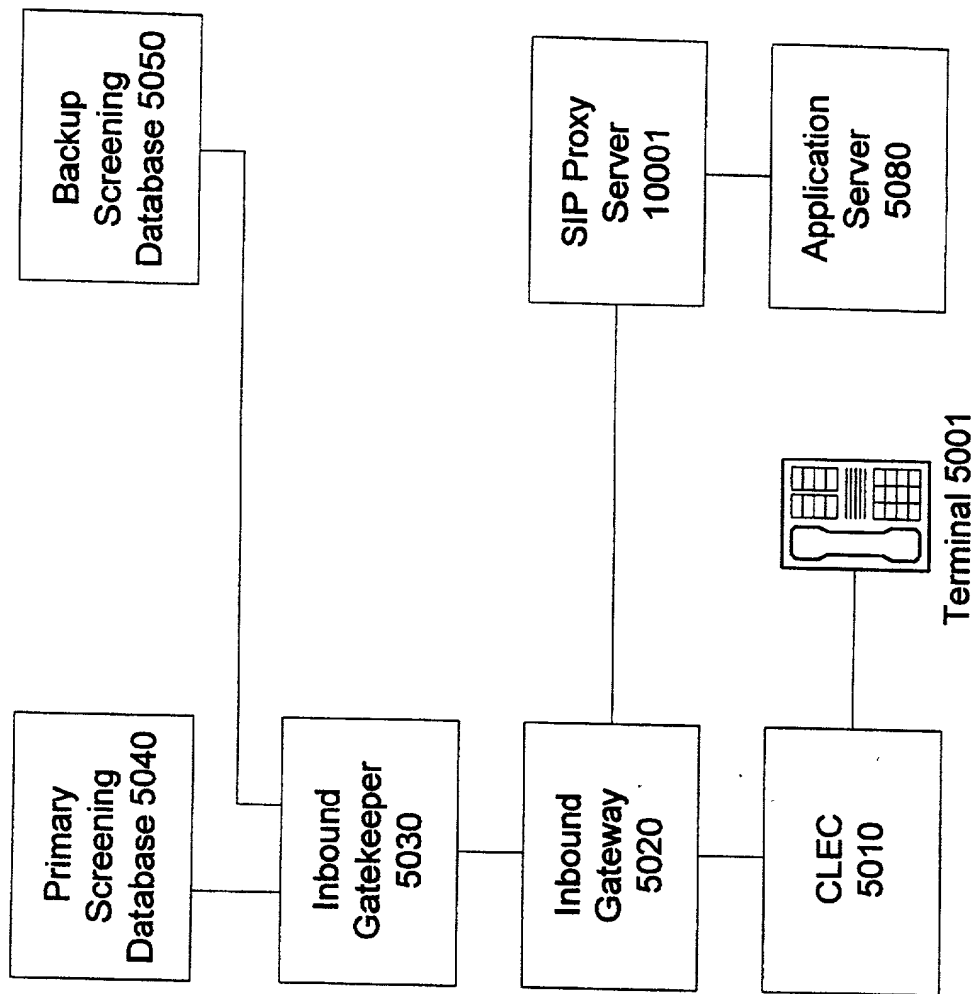 Primary
Screening
Database 5040
Backup
Screening
Database 5050
Inbound
Gatekeeper
5030
Inbound
Gateway
5020
SIP Proxy
Server
10001
CLEC
5010
Terminal 5001
Application
Server
5080